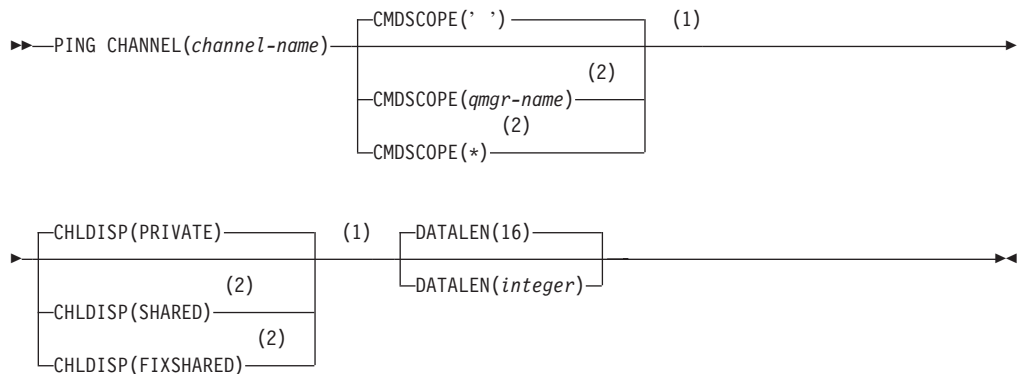 CMDSCOPE(' ') (1)
PING CHANNEL(channel-name)
(2)
CMDSCOPE(qmgr-name)
(2)
CMDSCOPE(*)
CHLDISP(PRIVATE) (1) DATALEN(16)
(2) DATALEN(integer)
CHLDISP(SHARED)
(2)
CHLDISP(FIXSHARED)